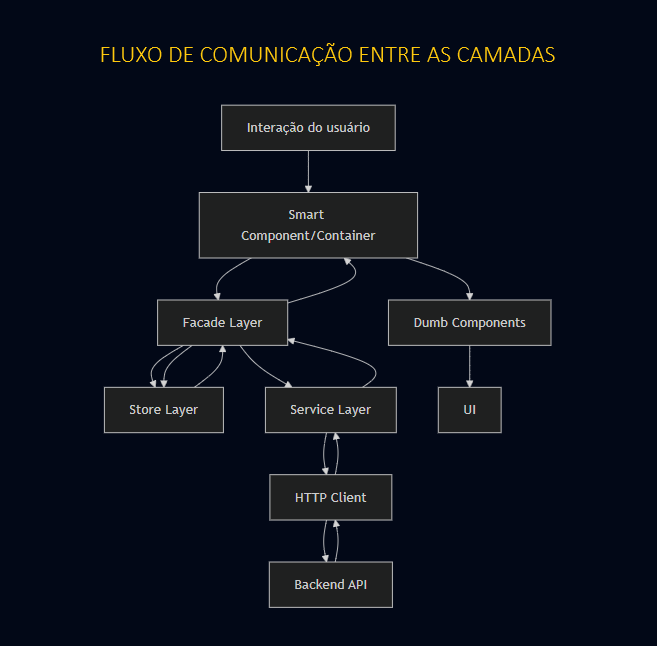 FLUXO DE COMUNICAÇÃO ENTRE AS CAMADAS
Interação do usuário
Smart
Component/Container
Facade Layer
Dumb Components
Store Layer
Service Layer
UI
HTTP Client
Backend API